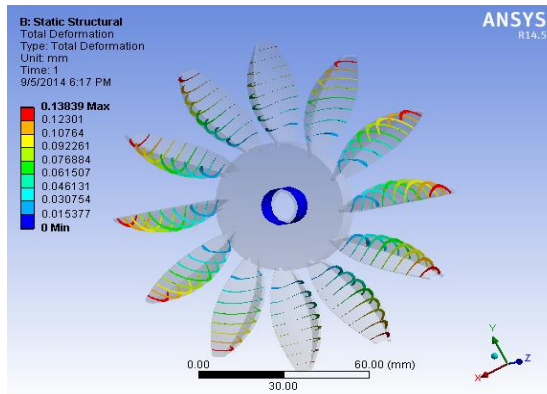 B: Static Structural
Total Deformation
Type: Total Deformation
Unit: mm
Time: 1
9/5/2014 6:17 PM
0.13839 Max
0.12301
0.10764
0.092261
0.076884
0.061507
0.046131
0.030754
0.015377
0 Min
ANSYS
R14.5
0.00 60.00 (mm)
30.00
Y
X
Z